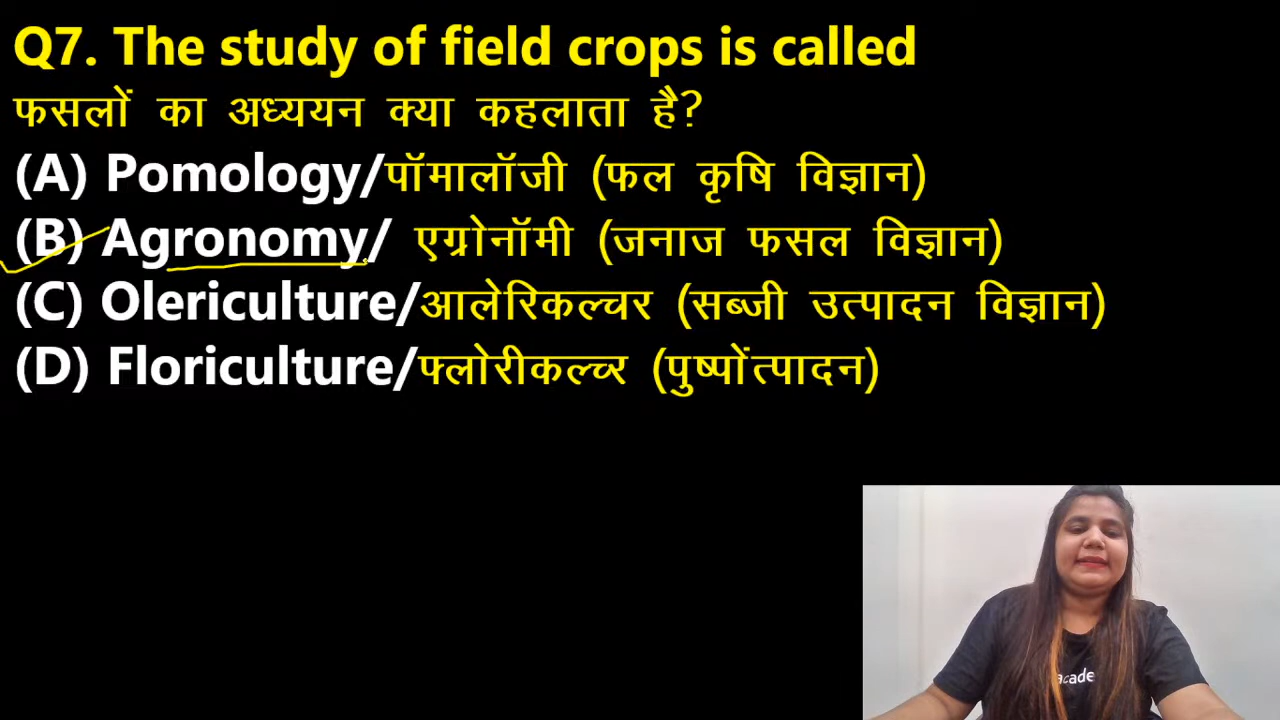 Q7. The study of field crops is called
फसलों का अध्ययन क्या कहलाता है?
(A) Pomology/पॉमालॉजी (फल कृषि विज्ञान)
(B) Agronomy/ एग्रोनॉमी (जनाज फसल विज्ञान)
(C) Olericulture/आलेरिकल्चर (सब्जी उत्पादन विज्ञान)
(D) Floriculture/फ्लोरीकल्च्र (पुष्पोंत्पादन)
acade